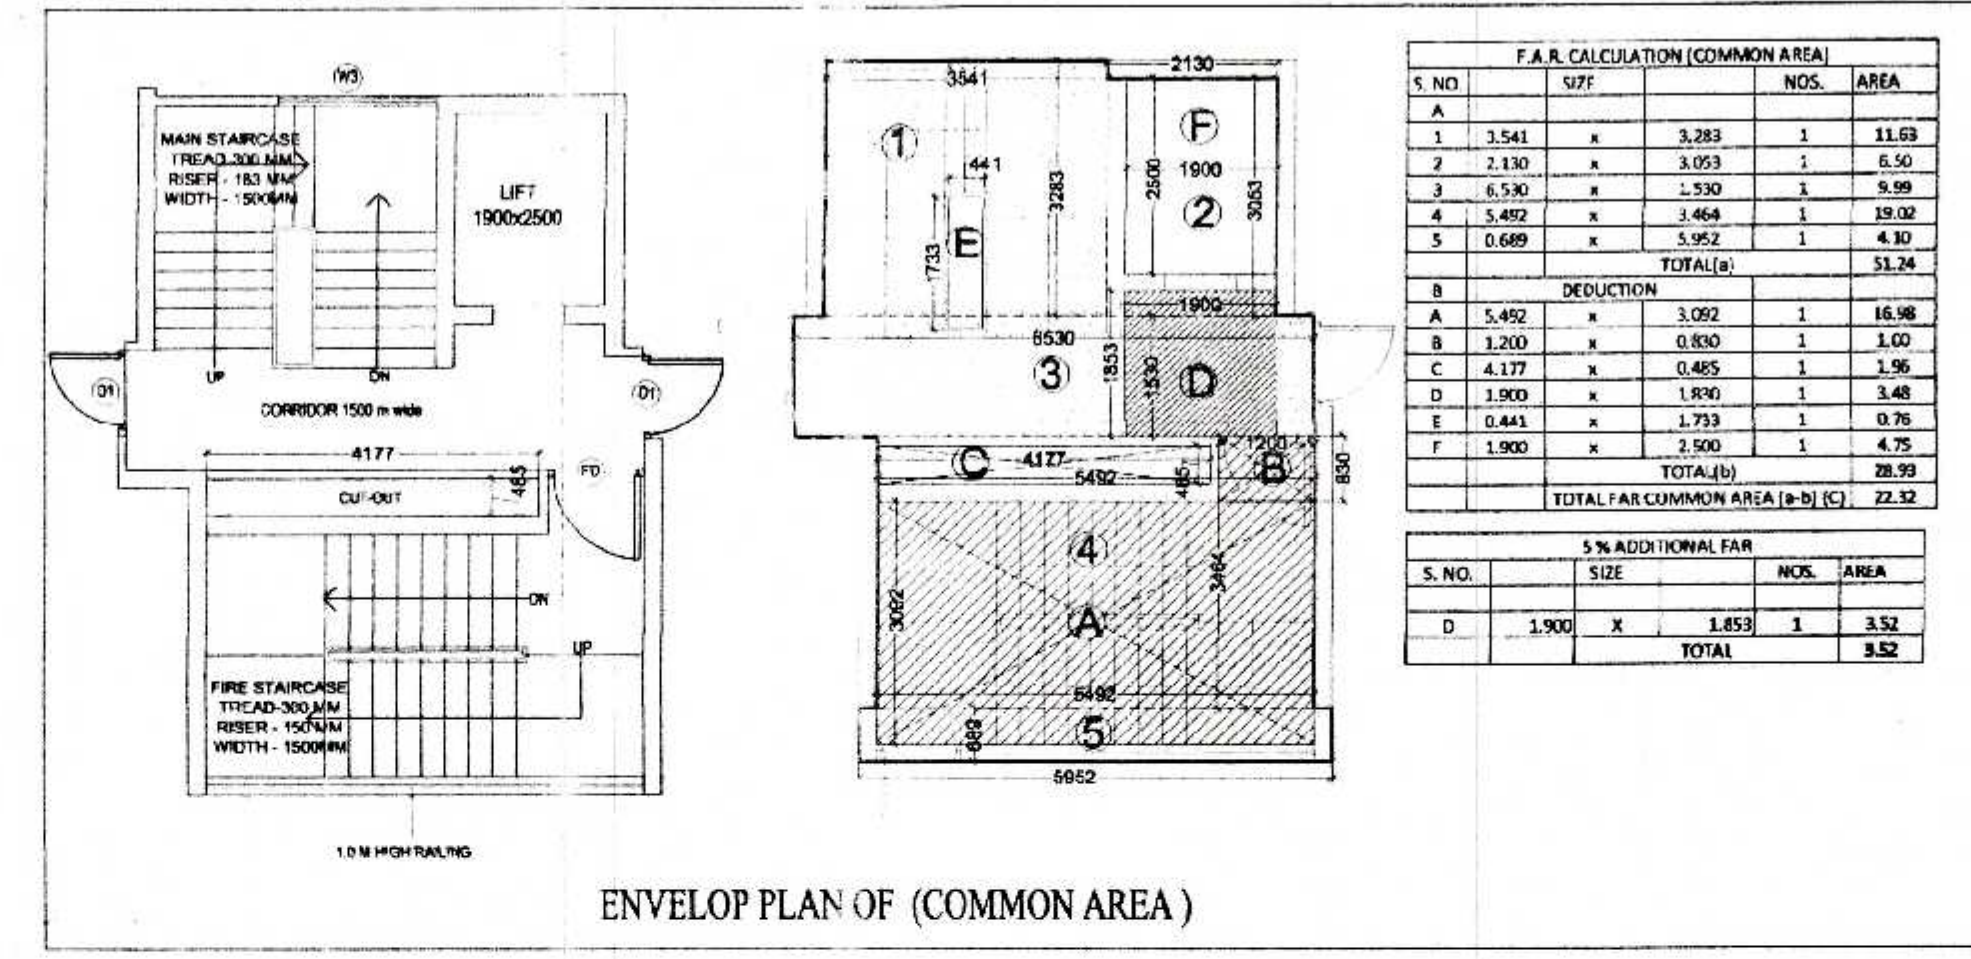 (W3)
MAIN STAIRCASE
TREAD-300 MM
RISER - 183 MM
WIDTH - 1500MM
LIFT
1900x2500
UP
DN
D1
D1
CORRIDOR 1500 m wide
4177
FD
CUT-OUT
485
DN
UP
FIRE STAIRCASE
TREAD-300 MM
RISER - 150 MM
WIDTH - 1500MM
1.0 M HIGH RAILING
3541
2130
1
F
441
1900
2500
3283
3053
2
E
1733
1900
6530
3
1853
1530
D
1200
C
4177
485
B
830
5492
4
3464
3092
A
5492
689
5
5952
ENVELOP PLAN OF (COMMON AREA )
F.A.R. CALCULATION (COMMON AREA)
S. NO SIZE NOS. AREA
A
1 3.541 x 3.283 1 11.63
2 2.130 x 3.053 1 6.50
3 6.530 x 1.530 1 9.99
4 5.492 x 3.464 1 19.02
5 0.689 x 5.952 1 4.10
TOTAL(a) 51.24
B DEDUCTION
A 5.492 x 3.092 1 16.98
B 1.200 x 0.830 1 1.00
C 4.177 x 0.485 1 1.96
D 1.900 x 1.830 1 3.48
E 0.441 x 1.733 1 0.76
F 1.900 x 2.500 1 4.75
TOTAL(b) 28.93
TOTAL FAR COMMON AREA (a-b) (C) 22.32
5 % ADDITIONAL FAR
S. NO. SIZE NOS. AREA
D 1.900 X 1.853 1 3.52
TOTAL 3.52